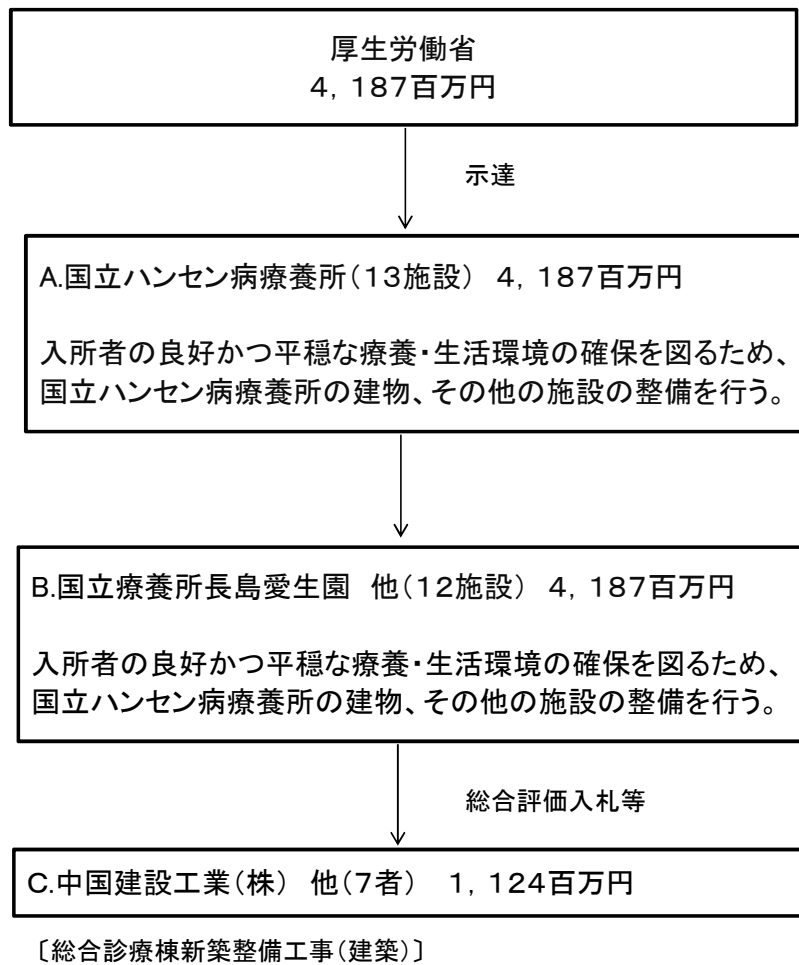 厚生労働省
4，187百万円
示達
A.国立ハンセン病療養所（13施設）　4，187百万円
入所者の良好かつ平穏な療養・生活環境の確保を図るため、
国立ハンセン病療養所の建物、その他の施設の整備を行う。
B.国立療養所長島愛生園　他（12施設）　4，187百万円
入所者の良好かつ平穏な療養・生活環境の確保を図るため、
国立ハンセン病療養所の建物、その他の施設の整備を行う。
総合評価入札等
C.中国建設工業（株）　他（7者）　1，124百万円
〔総合診療棟新築整備工事（建築）〕